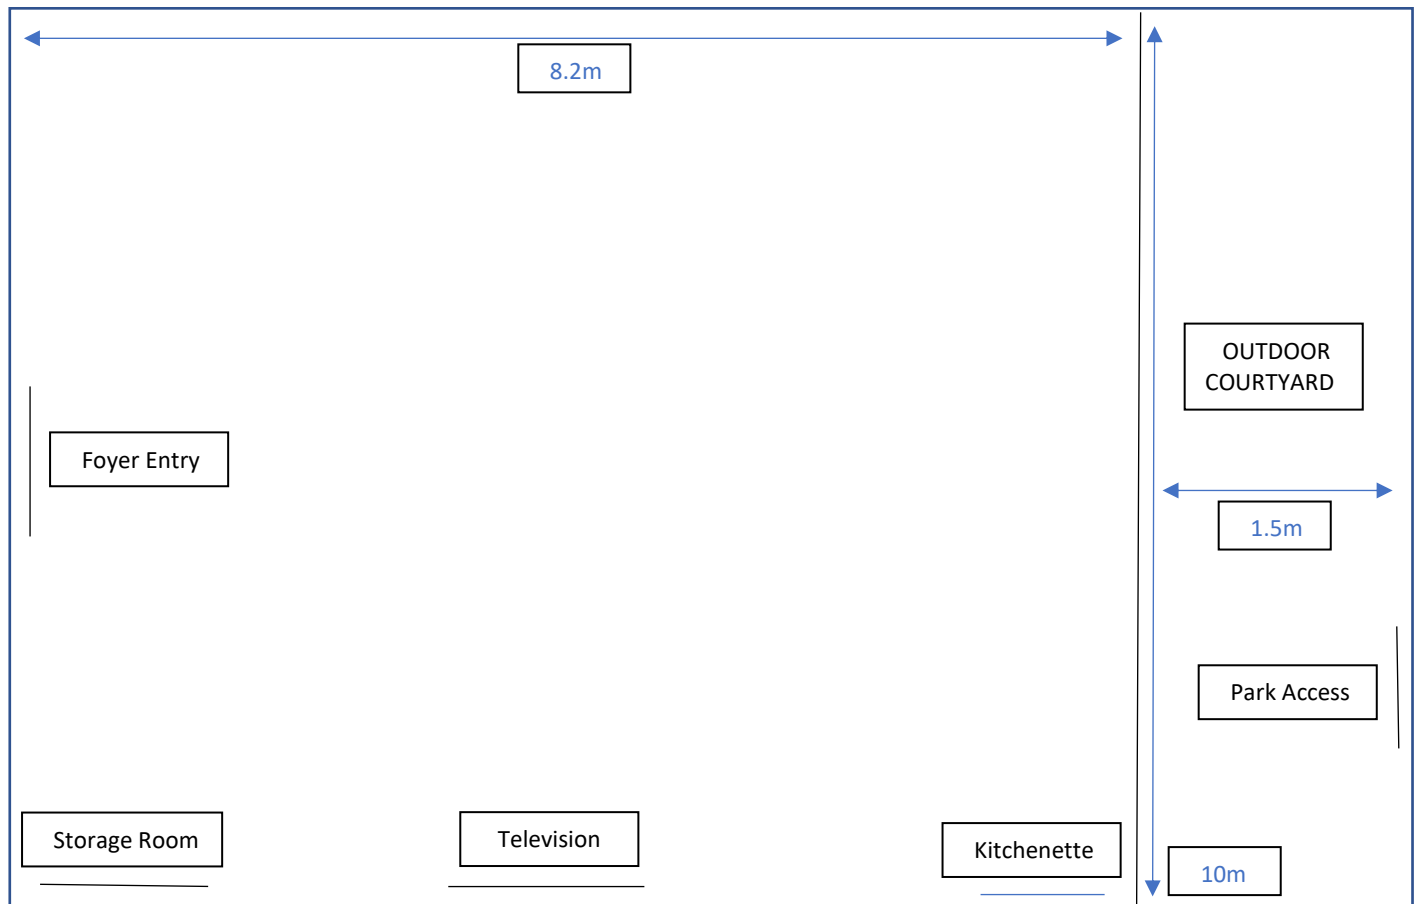 8.2m
OUTDOOR
COURTYARD
Foyer Entry
1.5m
Park Access
Storage Room
Television
Kitchenette
10m